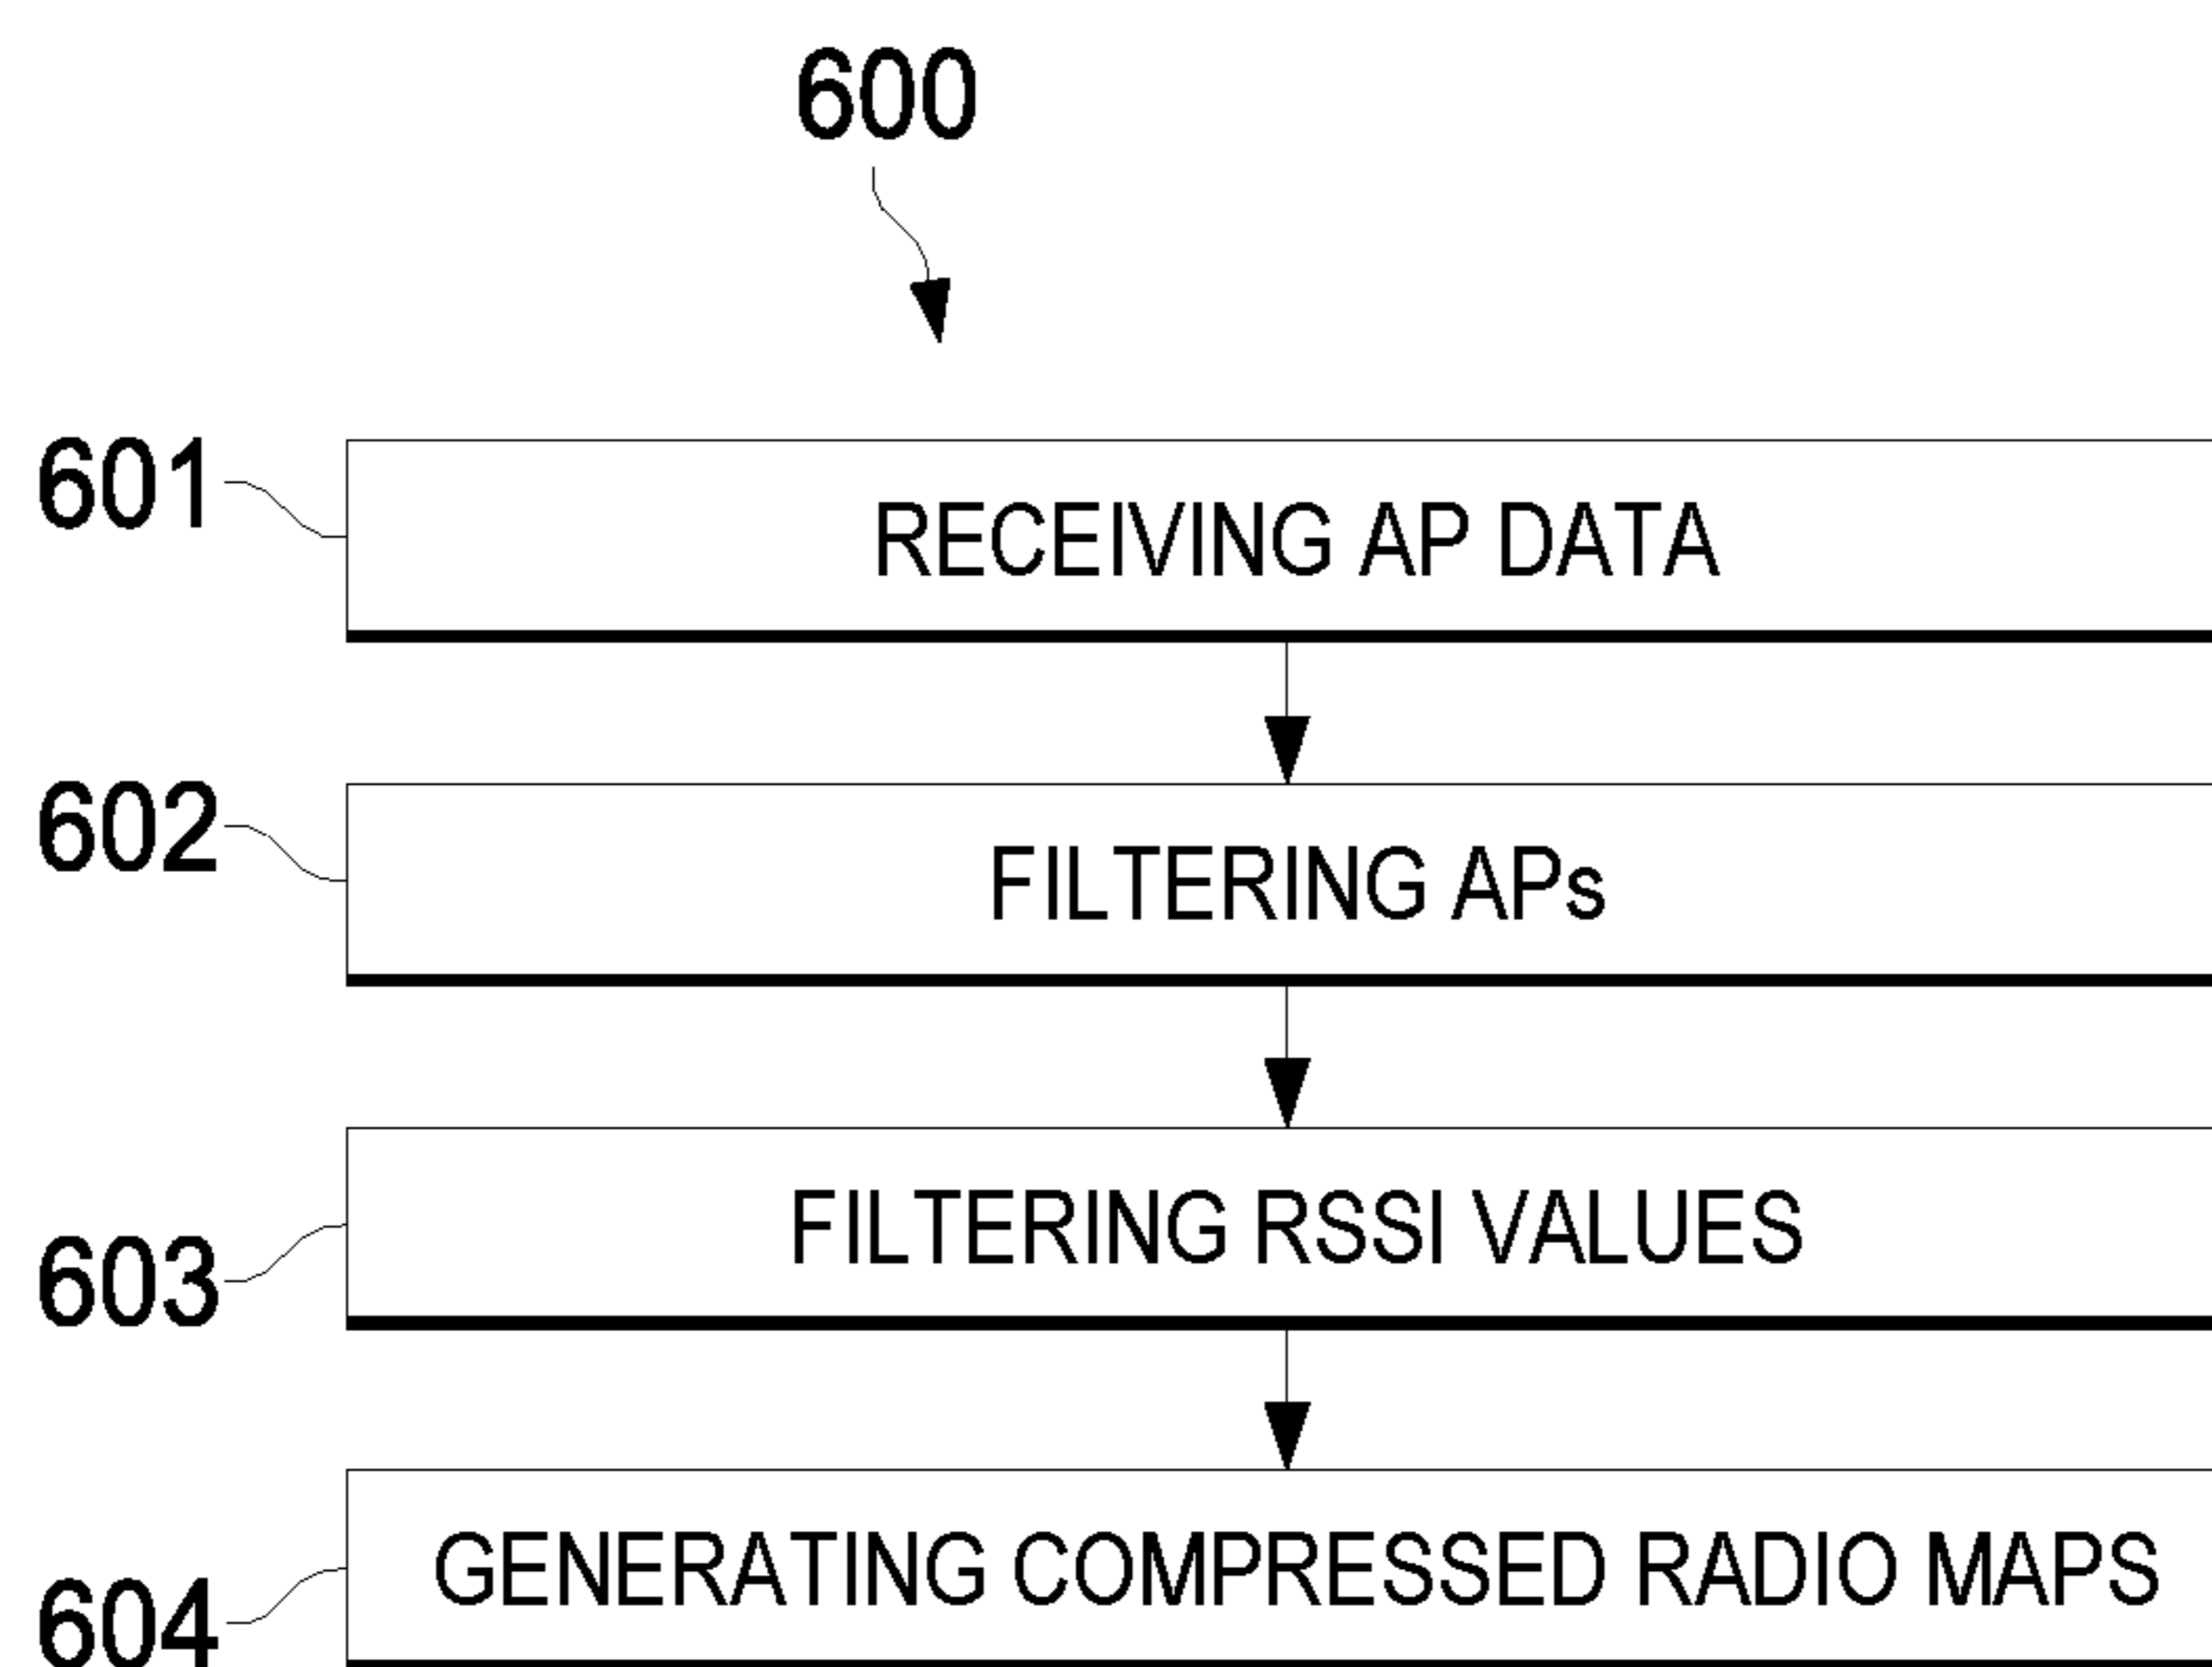 600
601
RECEIVING AP DATA
602
FILTERING APs
603
FILTERING RSSI VALUES
604
GENERATING COMPRESSED RADIO MAPS